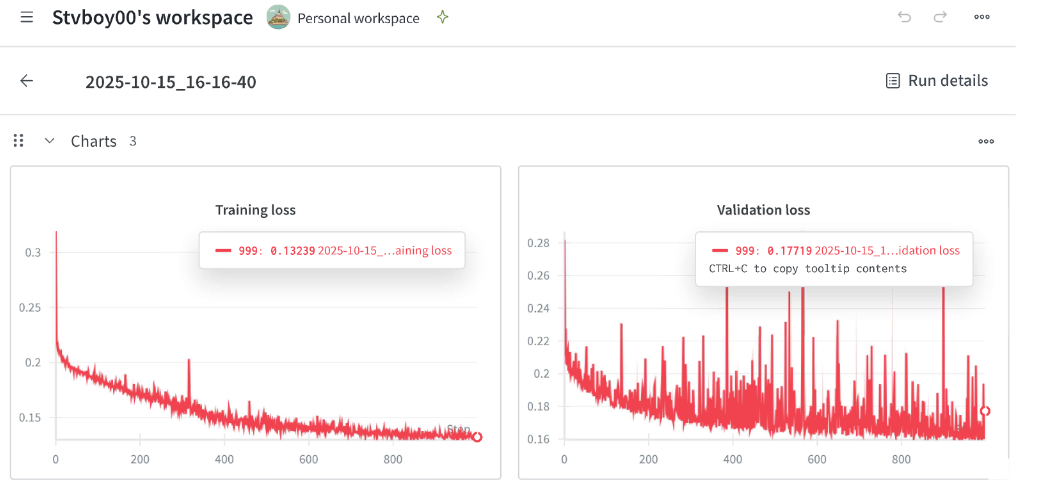 Stvboy00's workspace Personal workspace
2025-10-15_16-16-40 Run details
Charts 3
Training loss
999: 0.13239 2025-10-15_...aining loss
0.3
0.25
0.2
0.15
Step
0 200 400 600 800
Validation loss
999: 0.17719 2025-10-15_1...idation loss
CTRL+C to copy tooltip contents
0.28
0.26
0.24
0.22
0.2
0.18
0.16
0 200 400 600 800